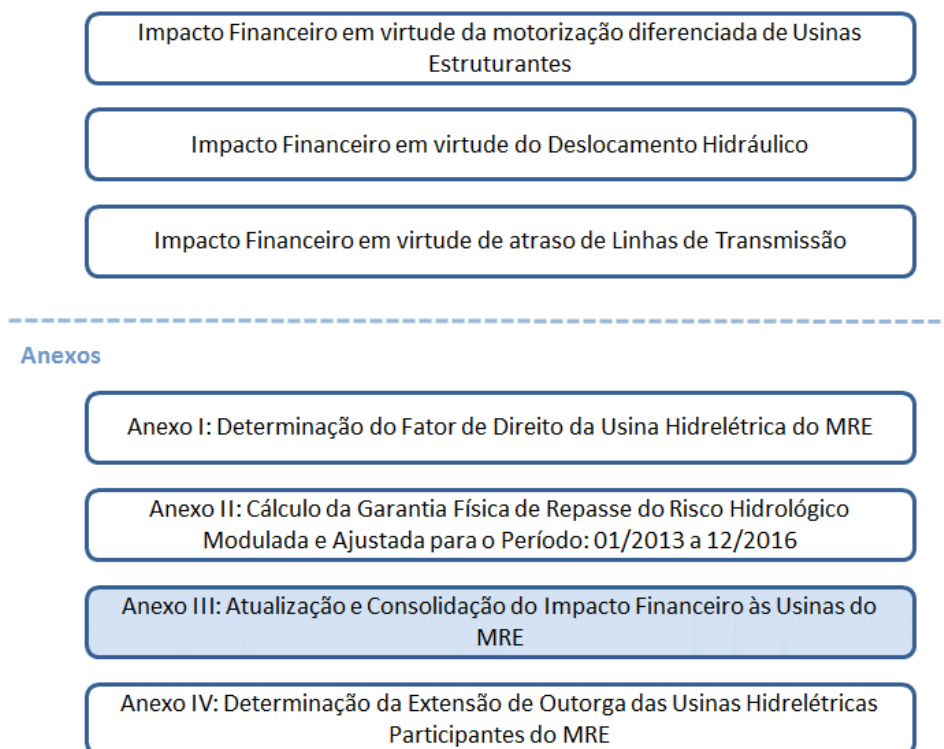 Impacto Financeiro em virtude da motorização diferenciada de Usinas
Estruturantes
Impacto Financeiro em virtude do Deslocamento Hidráulico
Impacto Financeiro em virtude de atraso de Linhas de Transmissão
Anexos
Anexo I: Determinação do Fator de Direito da Usina Hidrelétrica do MRE
Anexo II: Cálculo da Garantia Física de Repasse do Risco Hidrológico
Modulada e Ajustada para o Período: 01/2013 a 12/2016
Anexo III: Atualização e Consolidação do Impacto Financeiro às Usinas do
MRE
Anexo IV: Determinação da Extensão de Outorga das Usinas Hidrelétricas
Participantes do MRE